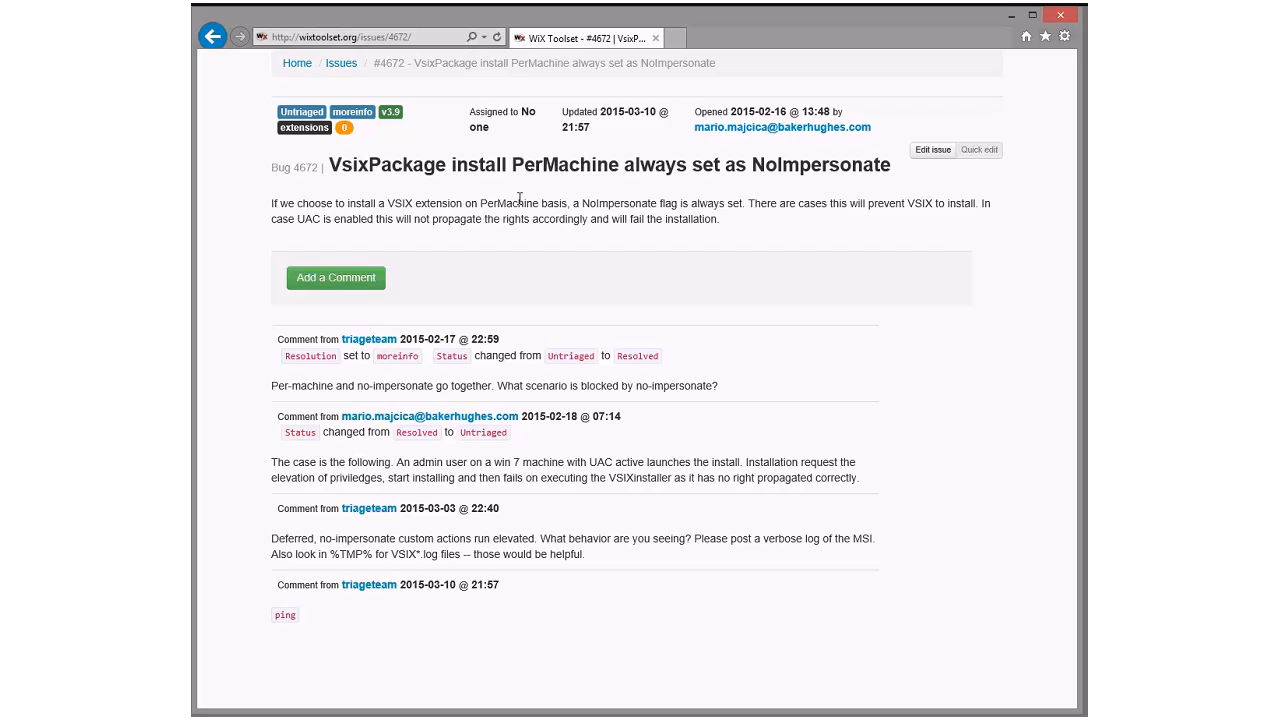 http://wixtoolset.org/issues/4672/
WiX Toolset - #4672 | VsixP...
Home / Issues / #4672 - VsixPackage install PerMachine always set as NoImpersonate
Untriaged moreinfo v3.9
extensions 0
Assigned to No
one
Updated 2015-03-10 @
21:57
Opened 2015-02-16 @ 13:48 by
mario.majcica@bakerhughes.com
Edit issue Quick edit
Bug 4672 | VsixPackage install PerMachine always set as NoImpersonate
If we choose to install a VSIX extension on PerMachine basis, a NoImpersonate flag is always set. There are cases this will prevent VSIX to install. In
case UAC is enabled this will not propagate the rights accordingly and will fail the installation.
Add a Comment
Comment from triageteam 2015-02-17 @ 22:59
Resolution set to moreinfo Status changed from Untriaged to Resolved
Per-machine and no-impersonate go together. What scenario is blocked by no-impersonate?
Comment from mario.majcica@bakerhughes.com 2015-02-18 @ 07:14
Status changed from Resolved to Untriaged
The case is the following. An admin user on a win 7 machine with UAC active launches the install. Installation request the
elevation of priviledges, start installing and then fails on executing the VSIXinstaller as it has no right propagated correctly.
Comment from triageteam 2015-03-03 @ 22:40
Deferred, no-impersonate custom actions run elevated. What behavior are you seeing? Please post a verbose log of the MSI.
Also look in %TMP% for VSIX*.log files -- those would be helpful.
Comment from triageteam 2015-03-10 @ 21:57
ping